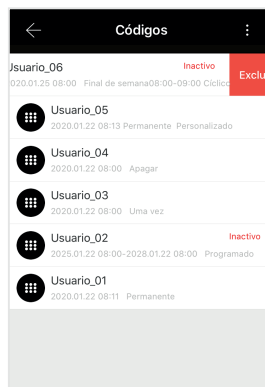 Códigos
Jsuario_06 Inactivo
020.01.25 08:00 Final de semana08:00-09:00 Cíclico
Exclu
Usuario_05
2020.01.22 08:13 Permanente Personalizado
Usuario_04
2020.01.22 08:00 Apagar
Usuario_03
2020.01.22 08:00 Uma vez
Usuario_02 Inactivo
2025.01.22 08:00-2028.01.22 08:00 Programado
Usuario_01
2020.01.22 08:11 Permanente